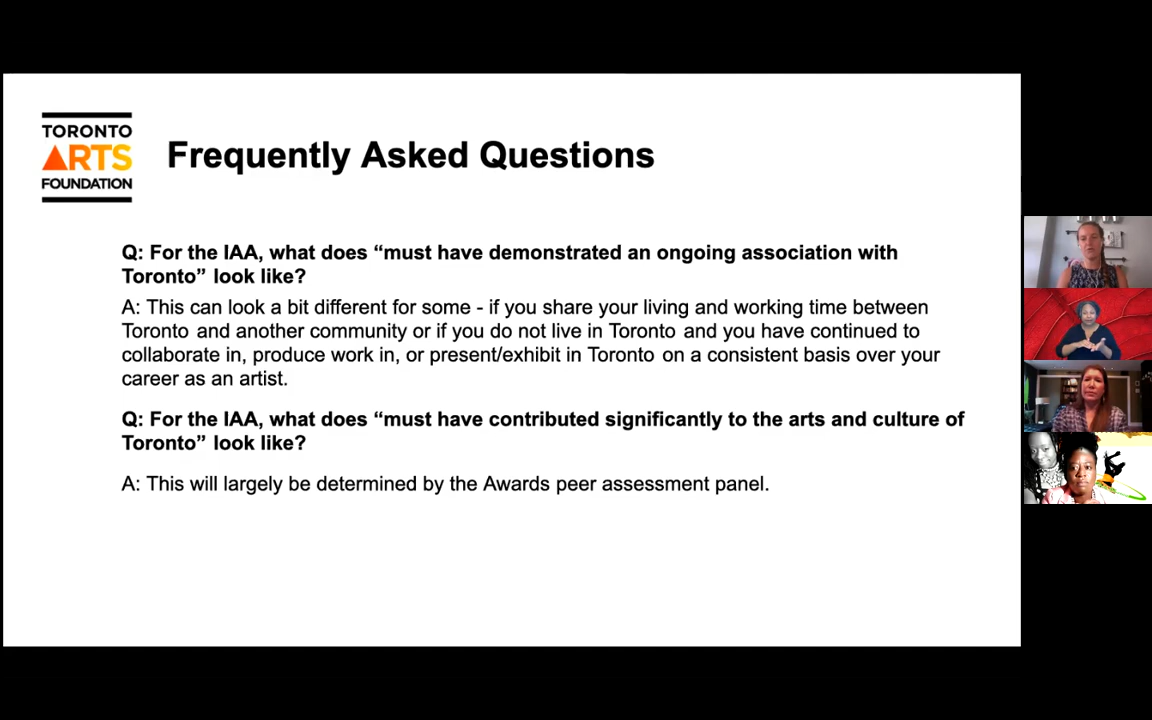 TORONTO
ARTS
FOUNDATION
Frequently Asked Questions
Q: For the IAA, what does “must have demonstrated an ongoing association with
Toronto” look like?
A: This can look a bit different for some - if you share your living and working time between
Toronto and another community or if you do not live in Toronto and you have continued to
collaborate in, produce work in, or present/exhibit in Toronto on a consistent basis over your
career as an artist.
Q: For the IAA, what does “must have contributed significantly to the arts and culture of
Toronto” look like?
A: This will largely be determined by the Awards peer assessment panel.